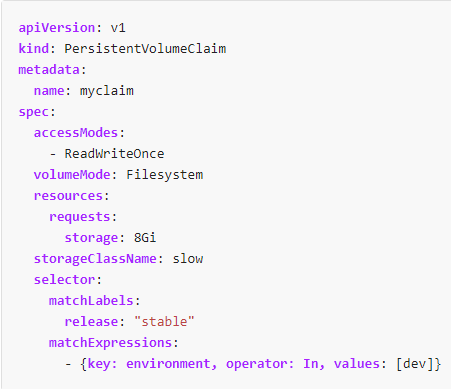 apiVersion: v1
kind: PersistentVolumeClaim
metadata:
  name: myclaim
spec:
  accessModes:
    - ReadWriteOnce
  volumeMode: Filesystem
  resources:
    requests:
      storage: 8Gi
  storageClassName: slow
  selector:
    matchLabels:
      release: "stable"
    matchExpressions:
      - {key: environment, operator: In, values: [dev]}